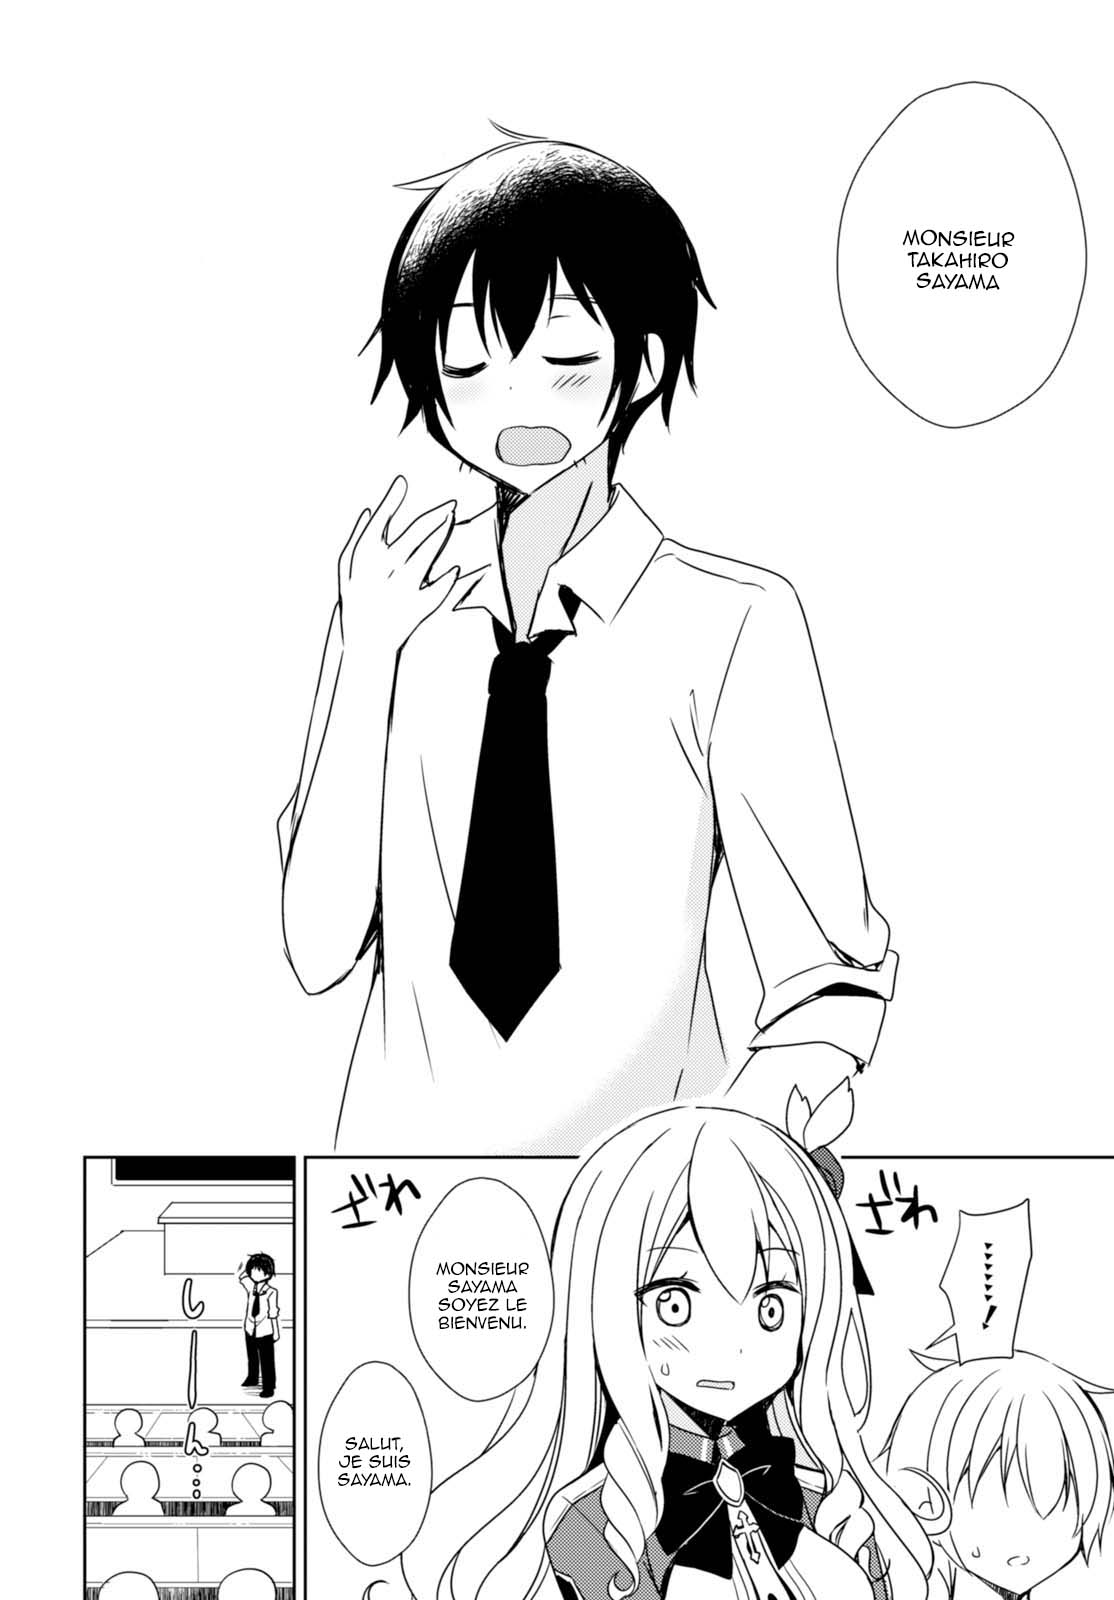 MONSIEUR
TAKAHIRO
SAYAMA
ざわ
ざわ
.......!
MONSIEUR
SAYAMA
SOYEZ LE
BIENVENU.
SALUT,
JE SUIS
SAYAMA.
しーん…